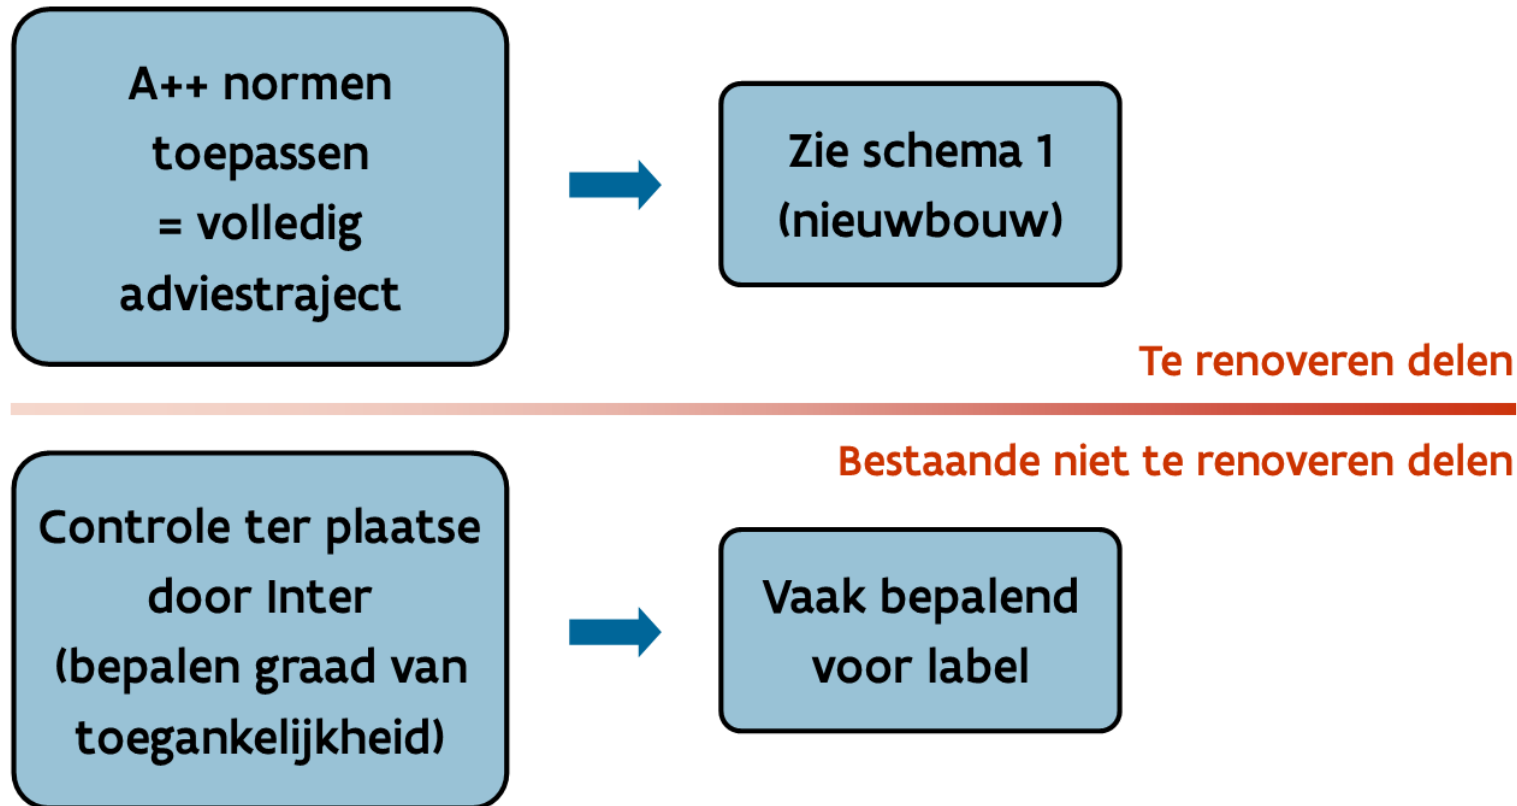 A++ normen
toepassen
= volledig
adviestraject
Zie schema 1
(nieuwbouw)
Te renoveren delen
Bestaande niet te renoveren delen
Controle ter plaatse
door Inter
(bepalen graad van
toegankelijkheid)
Vaak bepalend
voor label